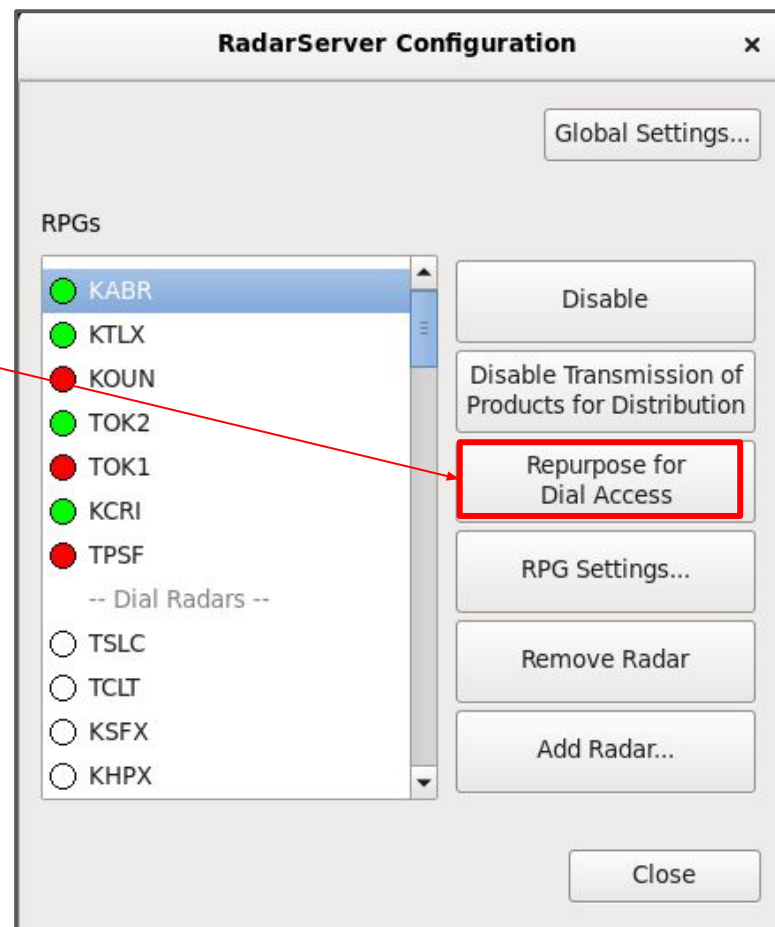 RadarServer Configuration ×
Global Settings...
RPGs
KABR
KTLX
KOUN
TOK2
TOK1
KCRI
TPSF
-- Dial Radars --
TSLC
TCLT
KSFX
KHPX
Disable
Disable Transmission of
Products for Distribution
Repurpose for
Dial Access
RPG Settings...
Remove Radar
Add Radar...
Close